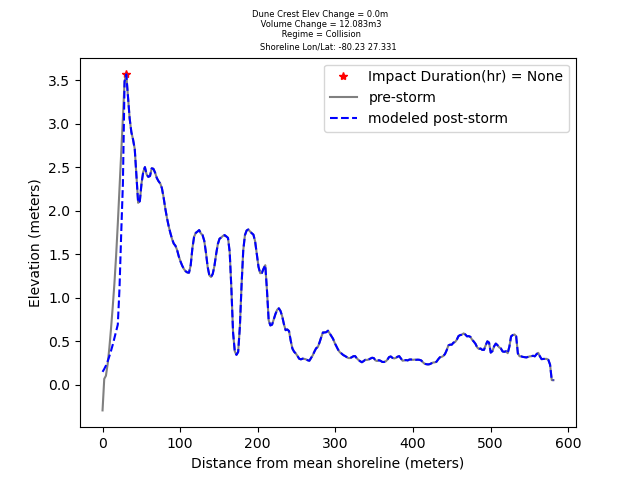 Dune Crest Elev Change = 0.0m
Volume Change = 12.083m3
Regime = Collision
Shoreline Lon/Lat: -80.23 27.331
Impact Duration(hr) = None
pre-storm
modeled post-storm
Elevation (meters)
3.5
3.0
2.5
2.0
1.5
1.0
0.5
0.0
0 100 200 300 400 500 600
Distance from mean shoreline (meters)